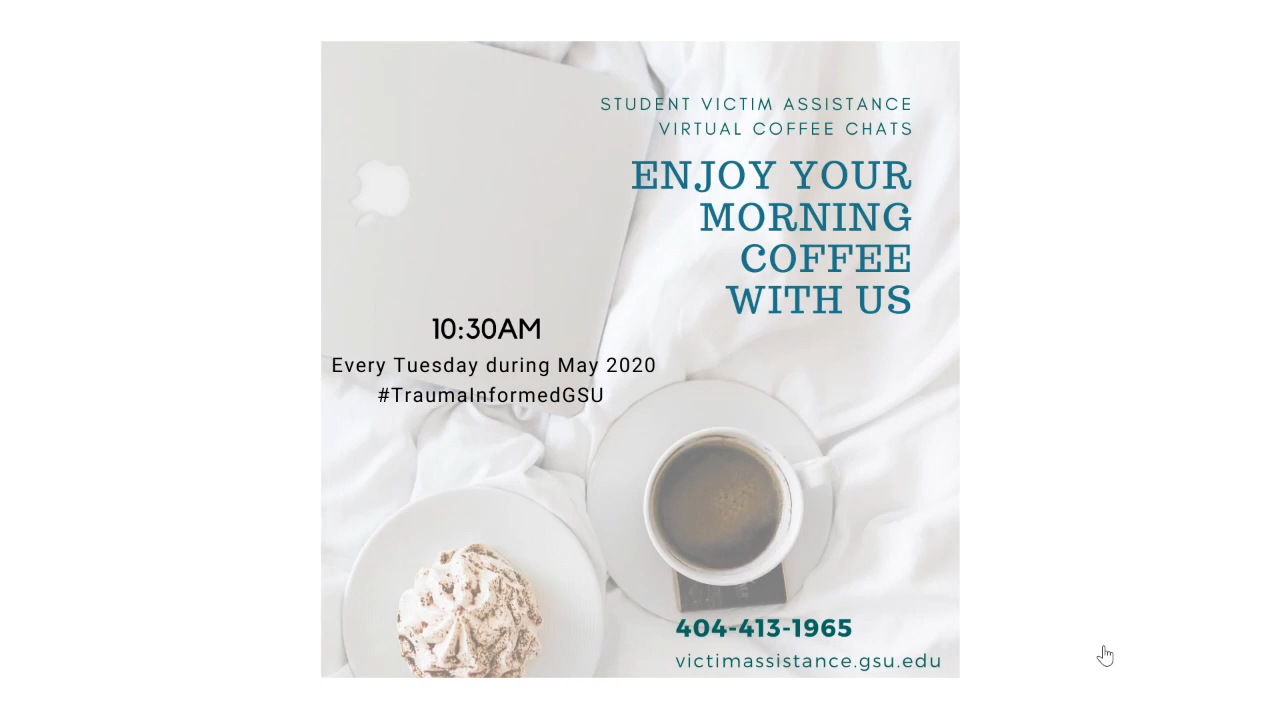 STUDENT VICTIM ASSISTANCE
VIRTUAL COFFEE CHATS
ENJOY YOUR
MORNING
COFFEE
WITH US
10:30AM
Every Tuesday during May 2020
#TraumaInformedGSU
404-413-1965
victimassistance.gsu.edu